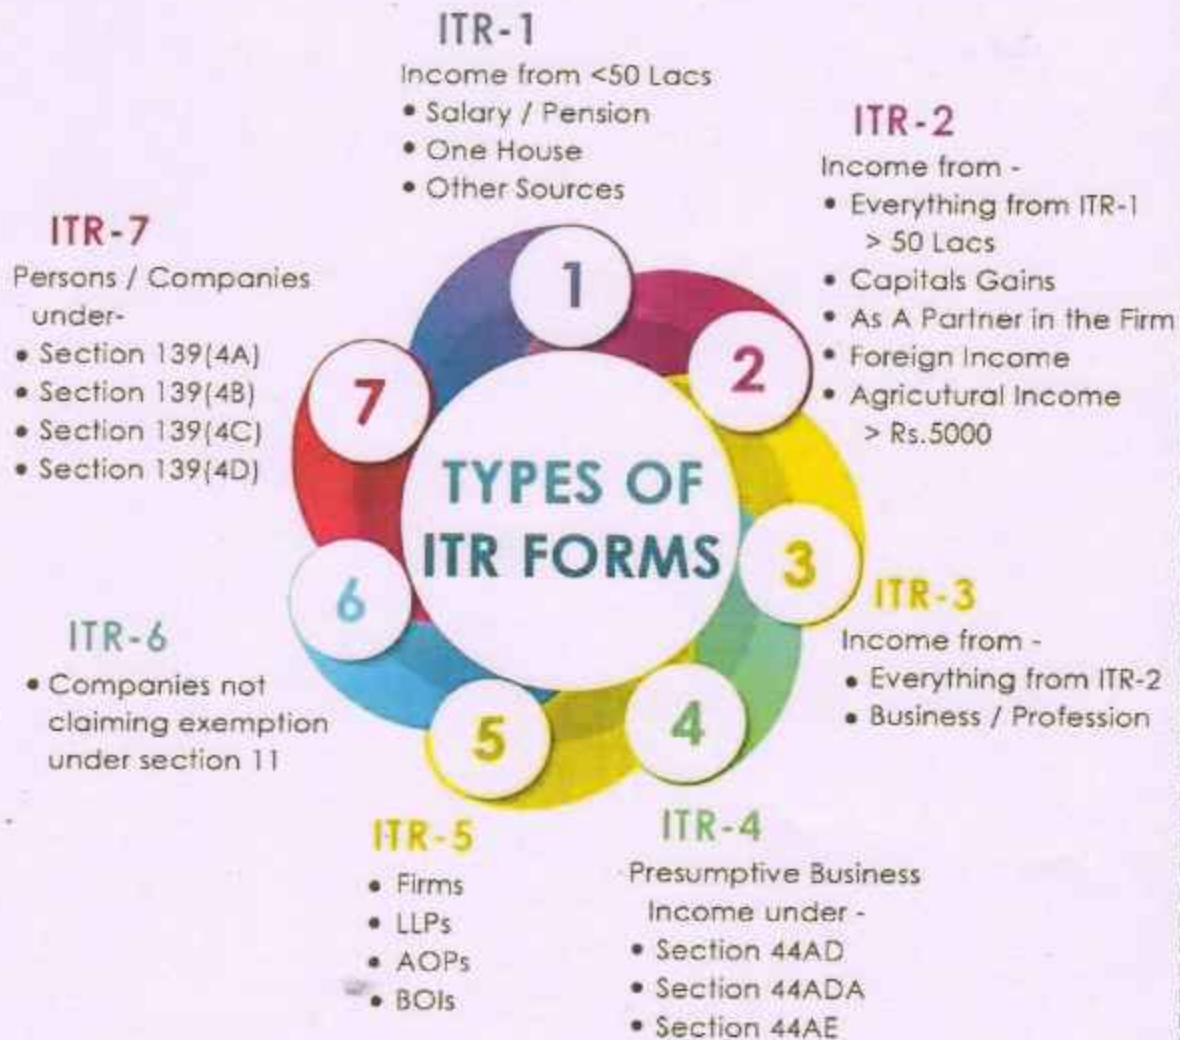 ITR-1
Income from <50 Lacs
• Salary / Pension
• One House
• Other Sources
ITR-2
Income from -
• Everything from ITR-1
> 50 Lacs
• Capitals Gains
• As A Partner in the Firm
• Foreign Income
• Agricutural Income
> Rs.5000
ITR-3
Income from -
• Everything from ITR-2
• Business / Profession
ITR-4
Presumptive Business
Income under -
• Section 44AD
• Section 44ADA
• Section 44AE
ITR-5
• Firms
• LLPs
• AOPs
• BOIs
ITR-6
• Companies not
claiming exemption
under section 11
ITR-7
Persons / Companies
under-
• Section 139(4A)
• Section 139(4B)
• Section 139(4C)
• Section 139(4D)
TYPES OF
ITR FORMS
1
2
3
4
5
6
7